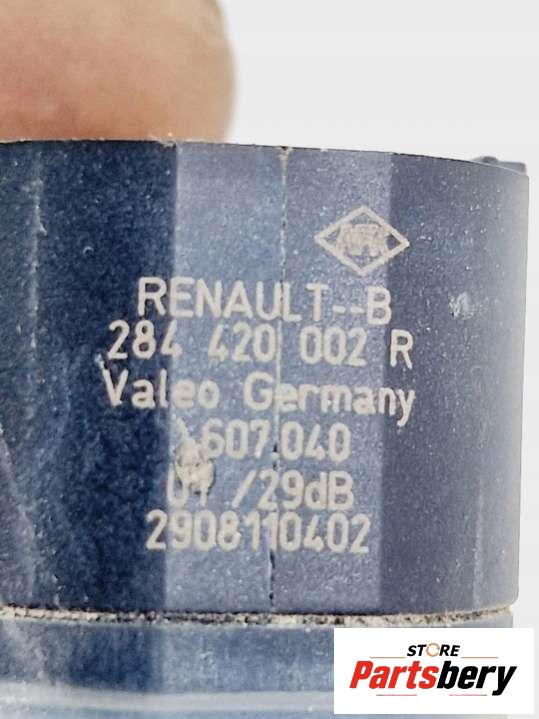 RENAULT--B
284 420 002 R
Valeo Germany
607.040
/29dB
2908110402
STORE
Partsbery